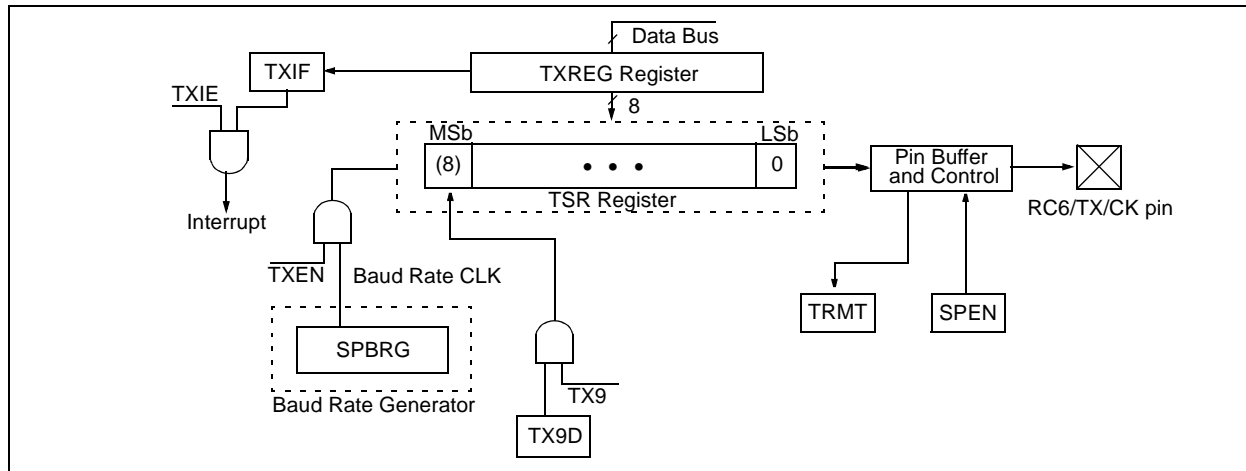 Data Bus
TXIF
TXREG Register
TXIE
8
MSb
LSb
(8)
• • •
0
Pin Buffer
and Control
TSR Register
Interrupt
RC6/TX/CK pin
TXEN
Baud Rate CLK
TRMT
SPEN
SPBRG
TX9
Baud Rate Generator
TX9D